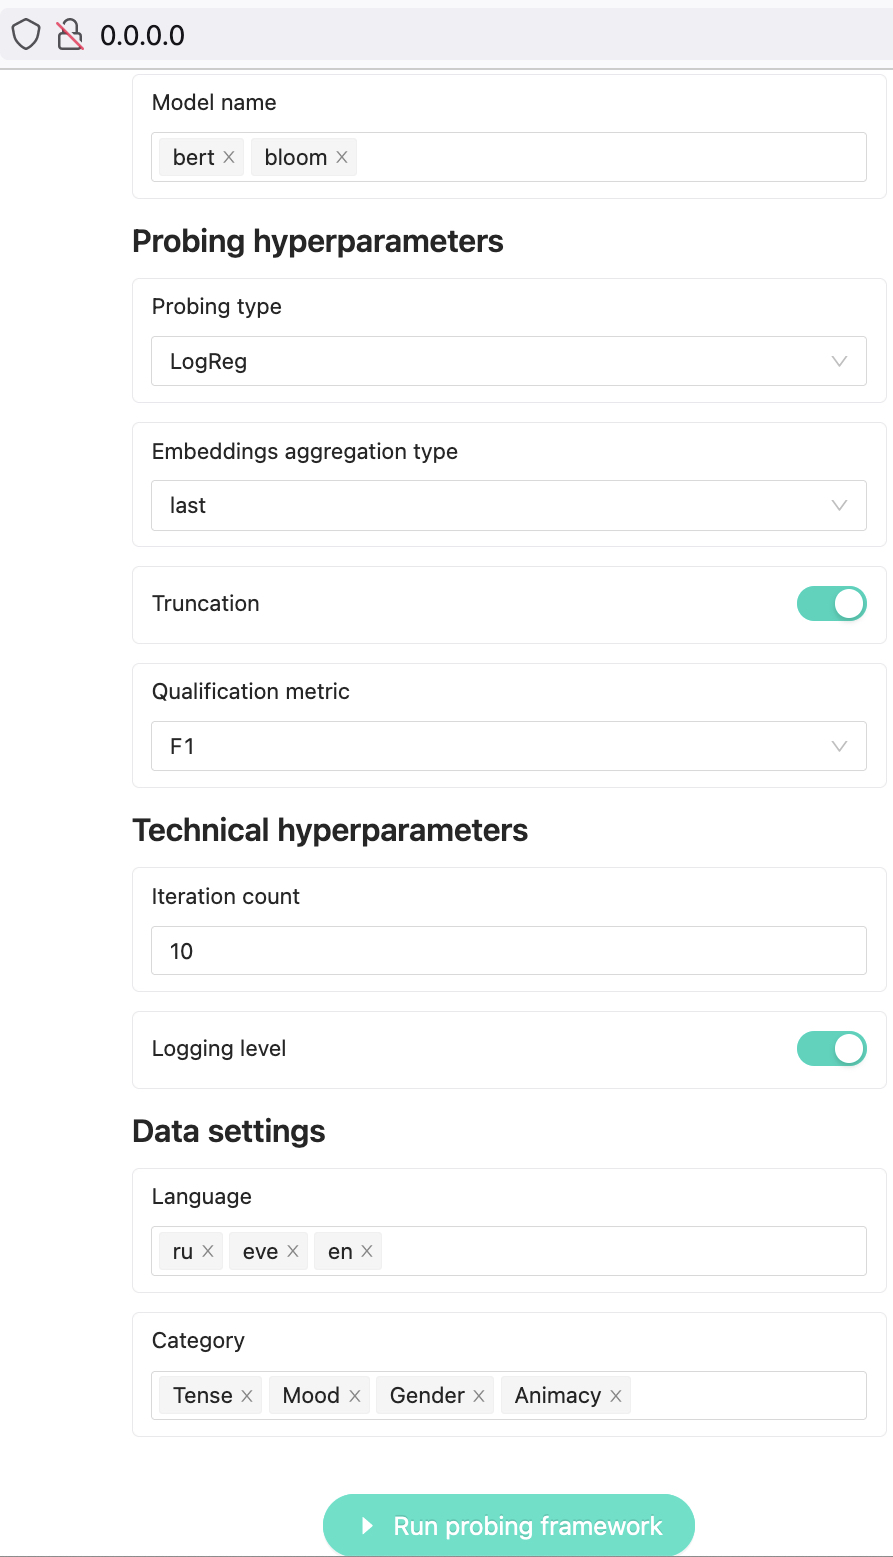 0.0.0.0
Model name
bert bloom
Probing hyperparameters
Probing type
LogReg
Embeddings aggregation type
last
Truncation
Qualification metric
F1
Technical hyperparameters
Iteration count
10
Logging level
Data settings
Language
ru eve en
Category
Tense Mood Gender Animacy
Run probing framework